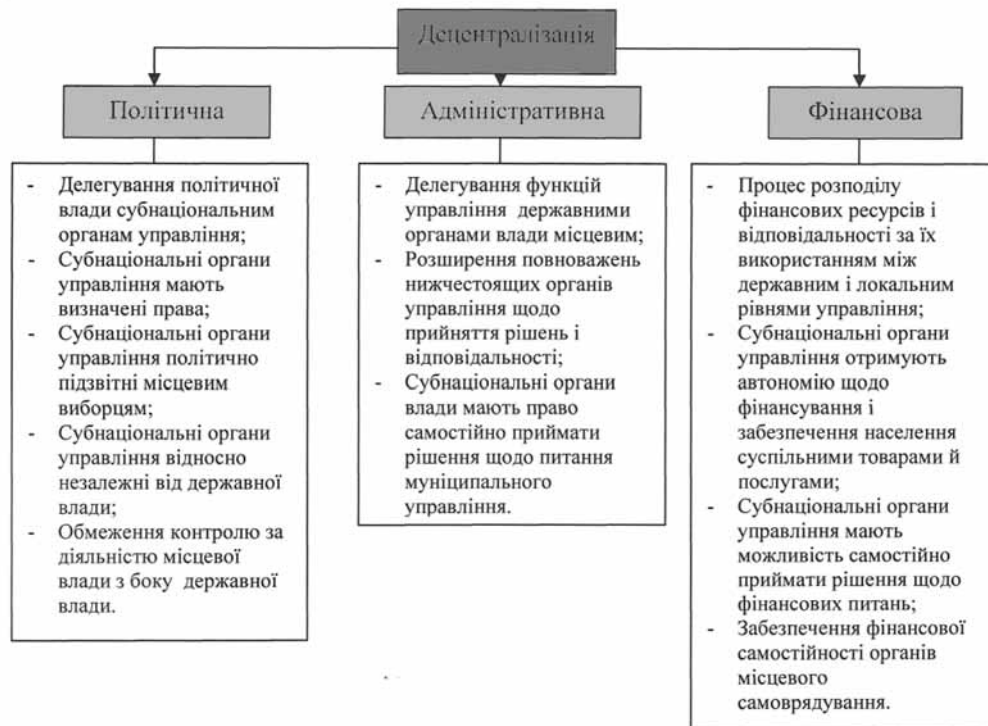 Децентралізація
Політична
Адміністративна
Фінансова
- Делегування політичної
влади субнаціональним
органам управління;
- Субнаціональні органи
управління мають
визначені права;
- Субнаціональні органи
управління політично
підзвітні місцевим
виборцям;
- Субнаціональні органи
управління відносно
незалежні від державної
влади;
- Обмеження контролю за
діяльністю місцевої
влади з боку державної
влади.
- Делегування функцій
управління державними
органами влади місцевим;
- Розширення повноважень
нижчестоящих органів
управління щодо
прийняття рішень і
відповідальності;
- Субнаціональні органи
влади мають право
самостійно приймати
рішення щодо питання
муніципального
управління.
- Процес розподілу
фінансових ресурсів і
відповідальності за їх
використанням між
державним і локальним
рівнями управління;
- Субнаціональні органи
управління отримують
автономію щодо
фінансування і
забезпечення населення
суспільними товарами й
послугами;
- Субнаціональні органи
управління мають
можливість самостійно
приймати рішення щодо
фінансових питань;
- Забезпечення фінансової
самостійності органів
місцевого
самоврядування.